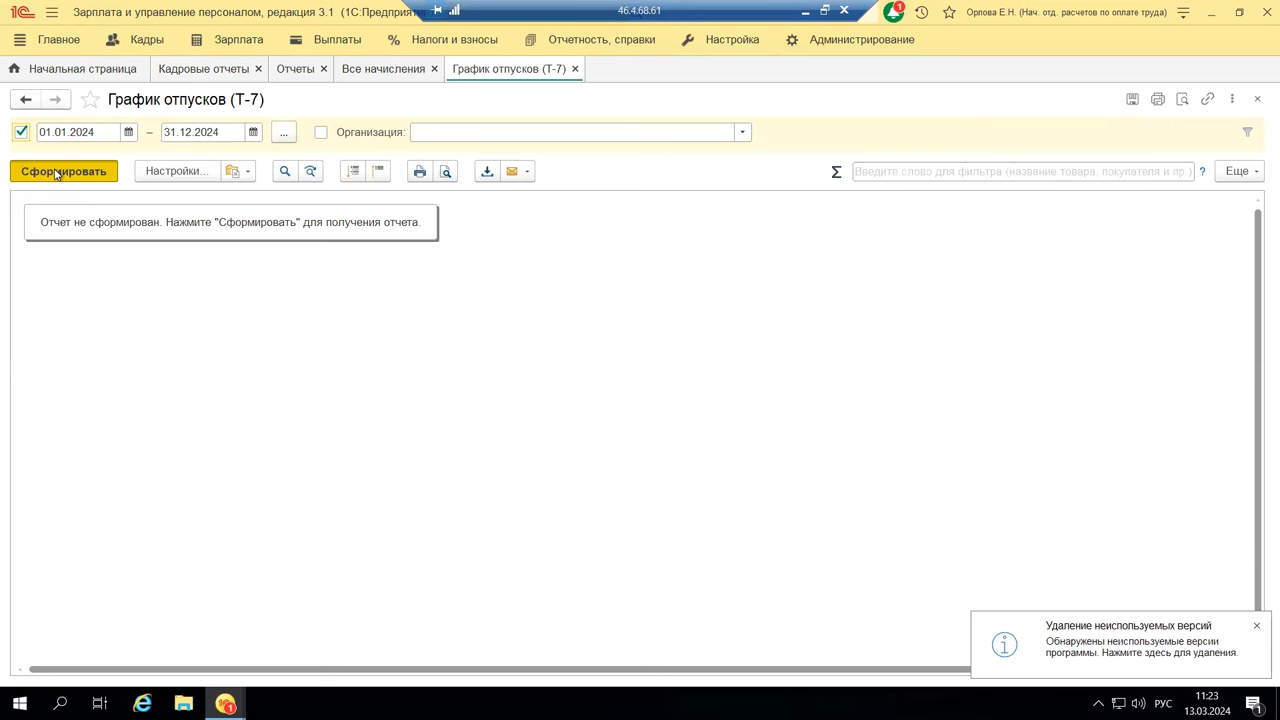 Зарплата и управление персоналом, редакция 3.1 (1С:Предприятие
46.4.68.61
1
Орлова Е.Н. (Нач. отд. расчетов по оплате труда)
Главное
Кадры
Зарплата
Выплаты
Налоги и взносы
Отчетность, справки
Настройка
Администрирование
Начальная страница
Кадровые отчеты
Отчеты
Все начисления
График отпусков (Т-7)
График отпусков (Т-7)
01.01.2024 – 31.12.2024 ... Организация:
Сформировать
Настройки...
Σ
Введите слово для фильтра (название товара, покупателя и пр.)
?
Еще
Отчет не сформирован. Нажмите "Сформировать" для получения отчета.
Удаление неиспользуемых версий
Обнаружены неиспользуемые версии
программы. Нажмите здесь для удаления.
1
РУС
11:23
13.03.2024
1